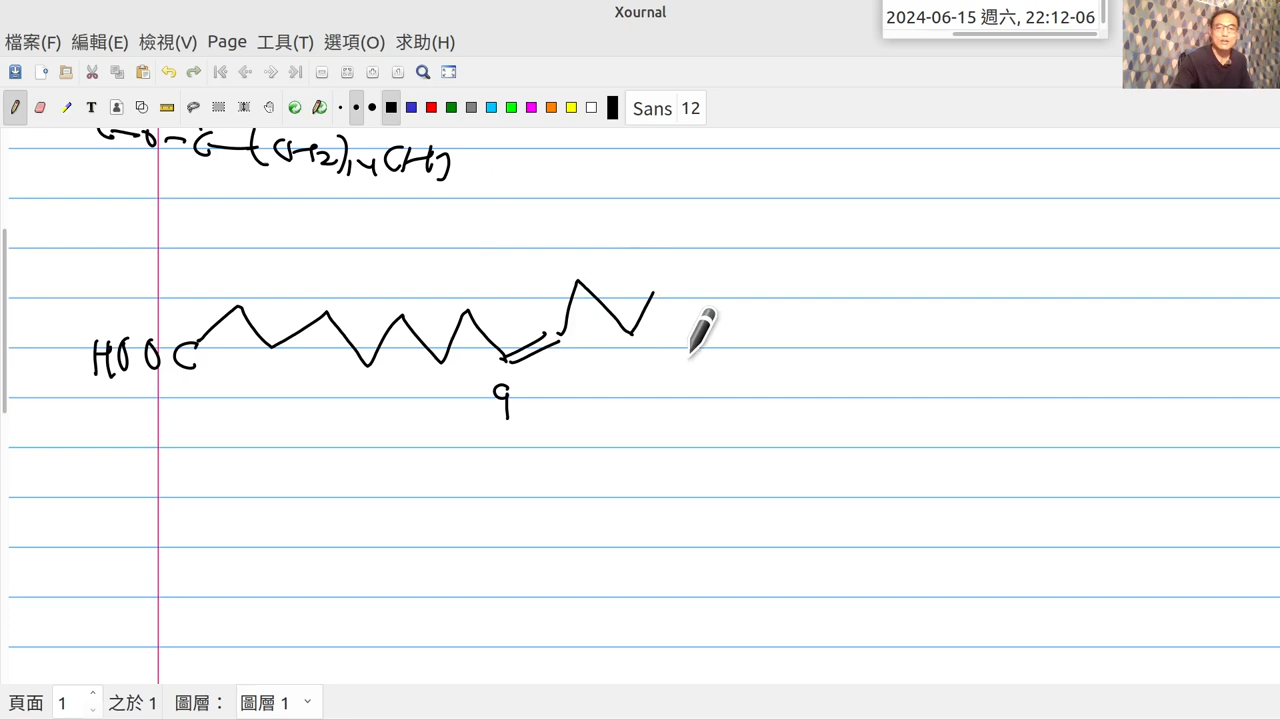 Xournal
2024-06-15 週六, 22:12-06
檔案(F) 編輯(E) 檢視(V) Page 工具(T) 選項(O) 求助(H)
T Sans 12
(CH2)14CH3
HOOC
9
頁面 1 之於 1 圖層： 圖層 1